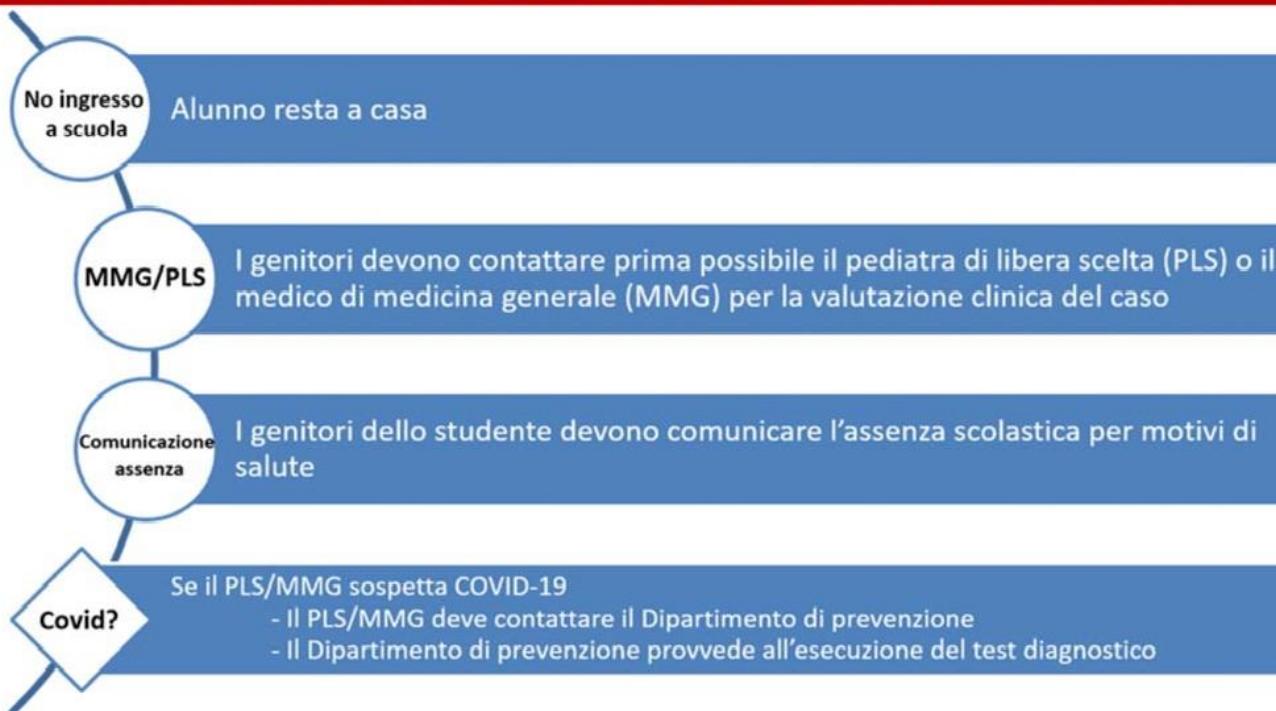 No ingresso
a scuola
Alunno resta a casa
MMG/PLS
I genitori devono contattare prima possibile il pediatra di libera scelta (PLS) o il
medico di medicina generale (MMG) per la valutazione clinica del caso
Comunicazione
assenza
I genitori dello studente devono comunicare l'assenza scolastica per motivi di
salute
Covid?
Se il PLS/MMG sospetta COVID-19
- Il PLS/MMG deve contattare il Dipartimento di prevenzione
- Il Dipartimento di prevenzione provvede all'esecuzione del test diagnostico